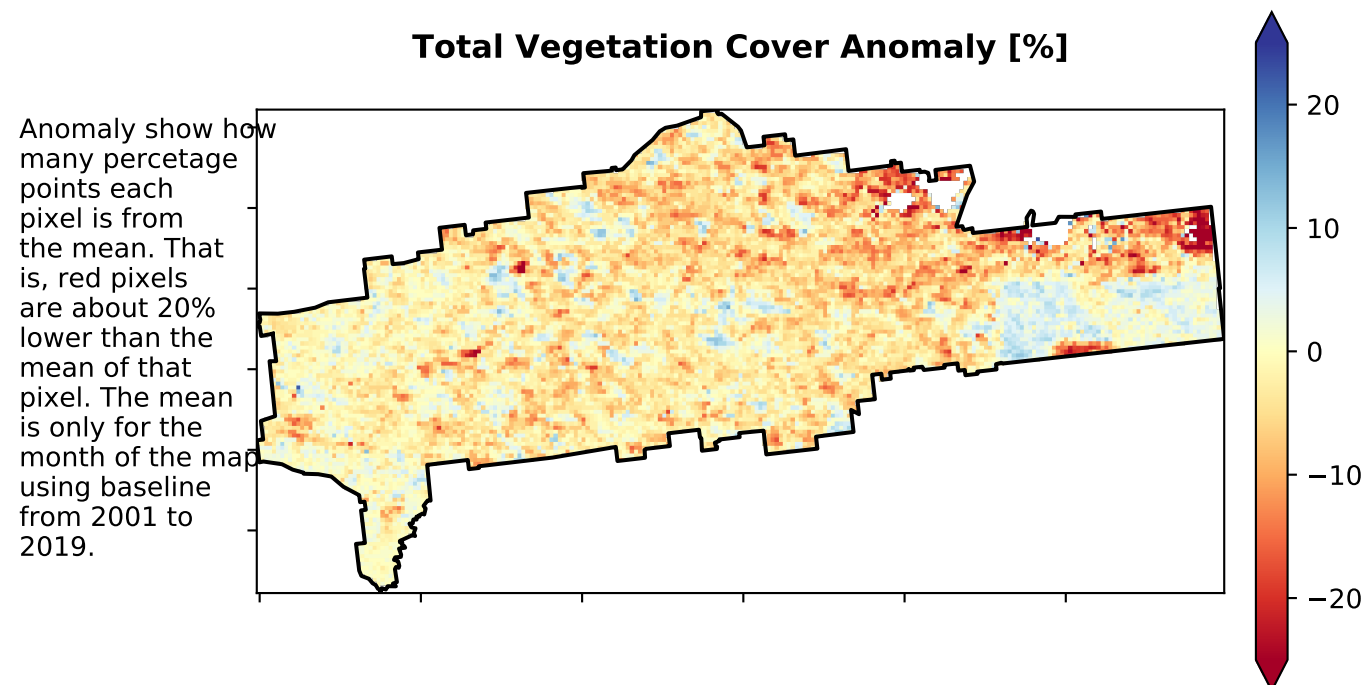 Total Vegetation Cover Anomaly [%]
Anomaly show how
many percetage
points each
pixel is from
the mean. That
is, red pixels
are about 20%
lower than the
mean of that
pixel. The mean
is only for the
month of the map
using baseline
from 2001 to
2019.
20
10
0
−10
−20